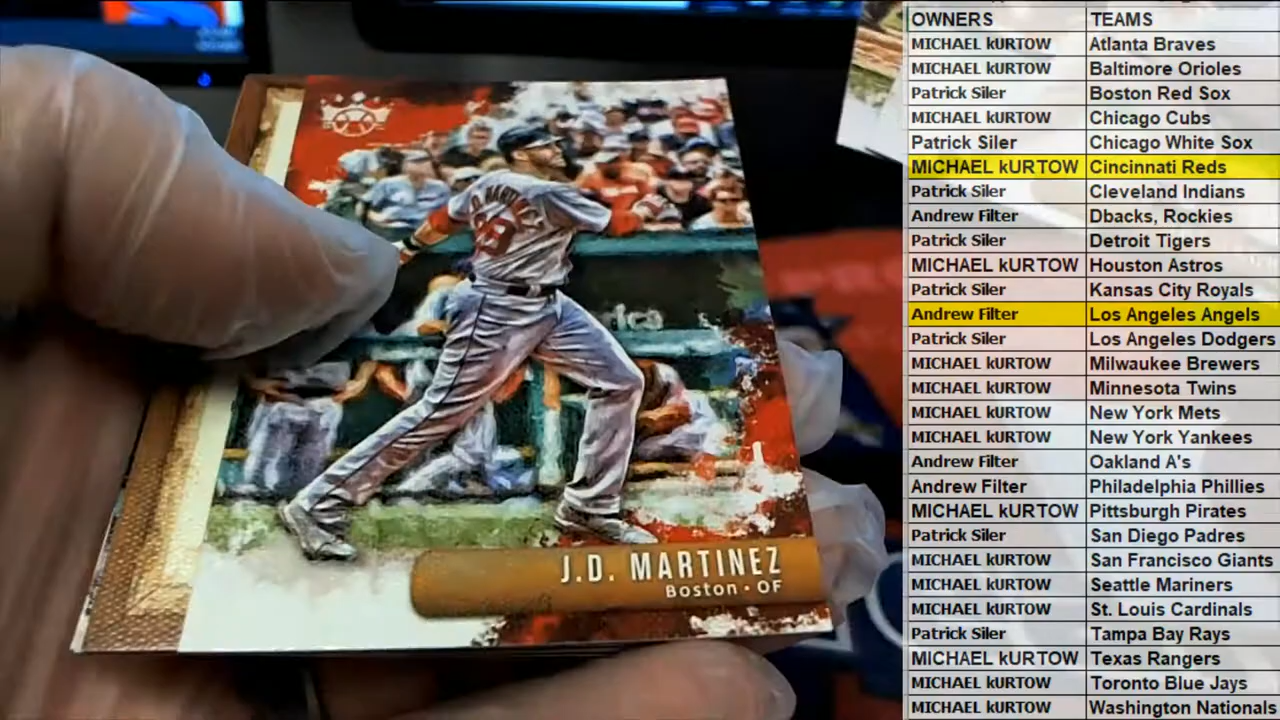 J.D. MARTINEZ
Boston • OF
OWNERS TEAMS
MICHAEL kURTOW Atlanta Braves
MICHAEL kURTOW Baltimore Orioles
Patrick Siler Boston Red Sox
MICHAEL kURTOW Chicago Cubs
Patrick Siler Chicago White Sox
MICHAEL kURTOW Cincinnati Reds
Patrick Siler Cleveland Indians
Andrew Filter Dbacks, Rockies
Patrick Siler Detroit Tigers
MICHAEL kURTOW Houston Astros
Patrick Siler Kansas City Royals
Andrew Filter Los Angeles Angels
Patrick Siler Los Angeles Dodgers
MICHAEL kURTOW Milwaukee Brewers
MICHAEL kURTOW Minnesota Twins
MICHAEL kURTOW New York Mets
MICHAEL kURTOW New York Yankees
Andrew Filter Oakland A's
Andrew Filter Philadelphia Phillies
MICHAEL kURTOW Pittsburgh Pirates
Patrick Siler San Diego Padres
MICHAEL kURTOW San Francisco Giants
MICHAEL kURTOW Seattle Mariners
MICHAEL kURTOW St. Louis Cardinals
Patrick Siler Tampa Bay Rays
MICHAEL kURTOW Texas Rangers
MICHAEL kURTOW Toronto Blue Jays
MICHAEL kURTOW Washington Nationals